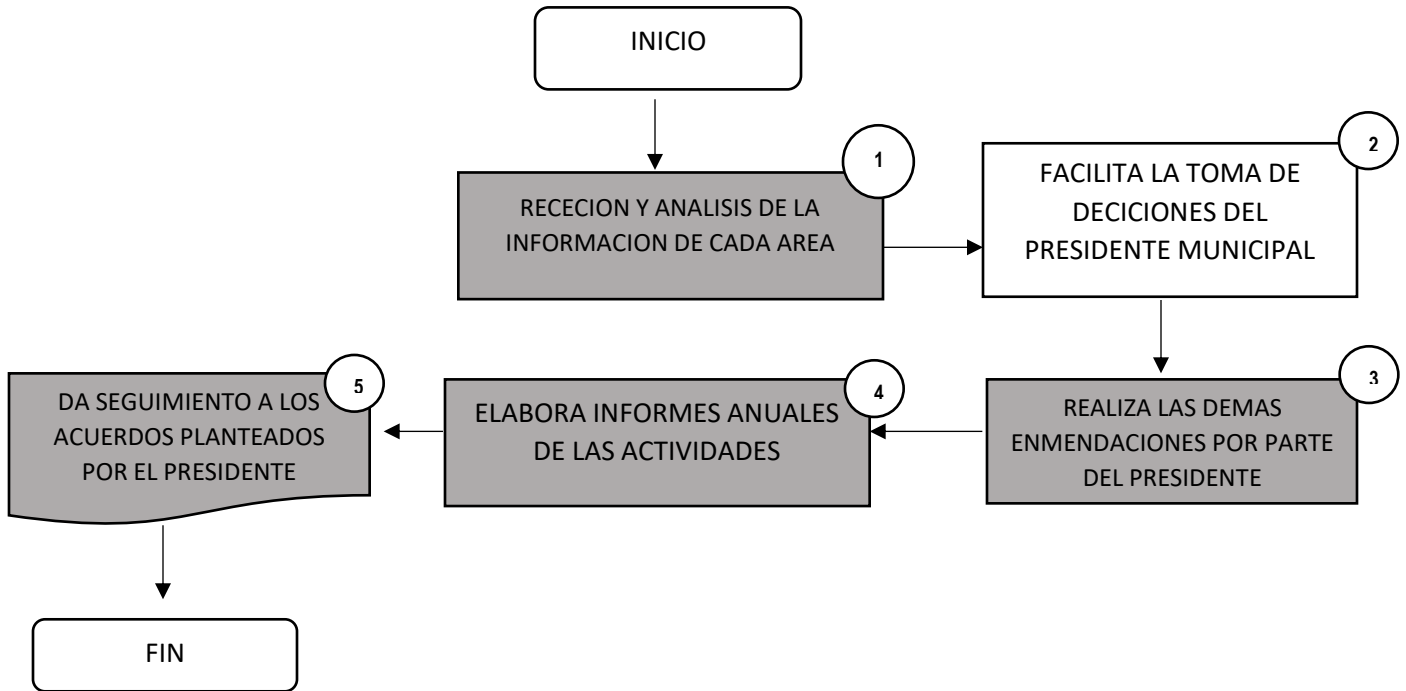 INICIO
1
RECECION Y ANALISIS DE LA
INFORMACION DE CADA AREA
2
FACILITA LA TOMA DE
DECICIONES DEL
PRESIDENTE MUNICIPAL
3
REALIZA LAS DEMAS
ENMENDACIONES POR PARTE
DEL PRESIDENTE
4
ELABORA INFORMES ANUALES
DE LAS ACTIVIDADES
5
DA SEGUIMIENTO A LOS
ACUERDOS PLANTEADOS
POR EL PRESIDENTE
FIN